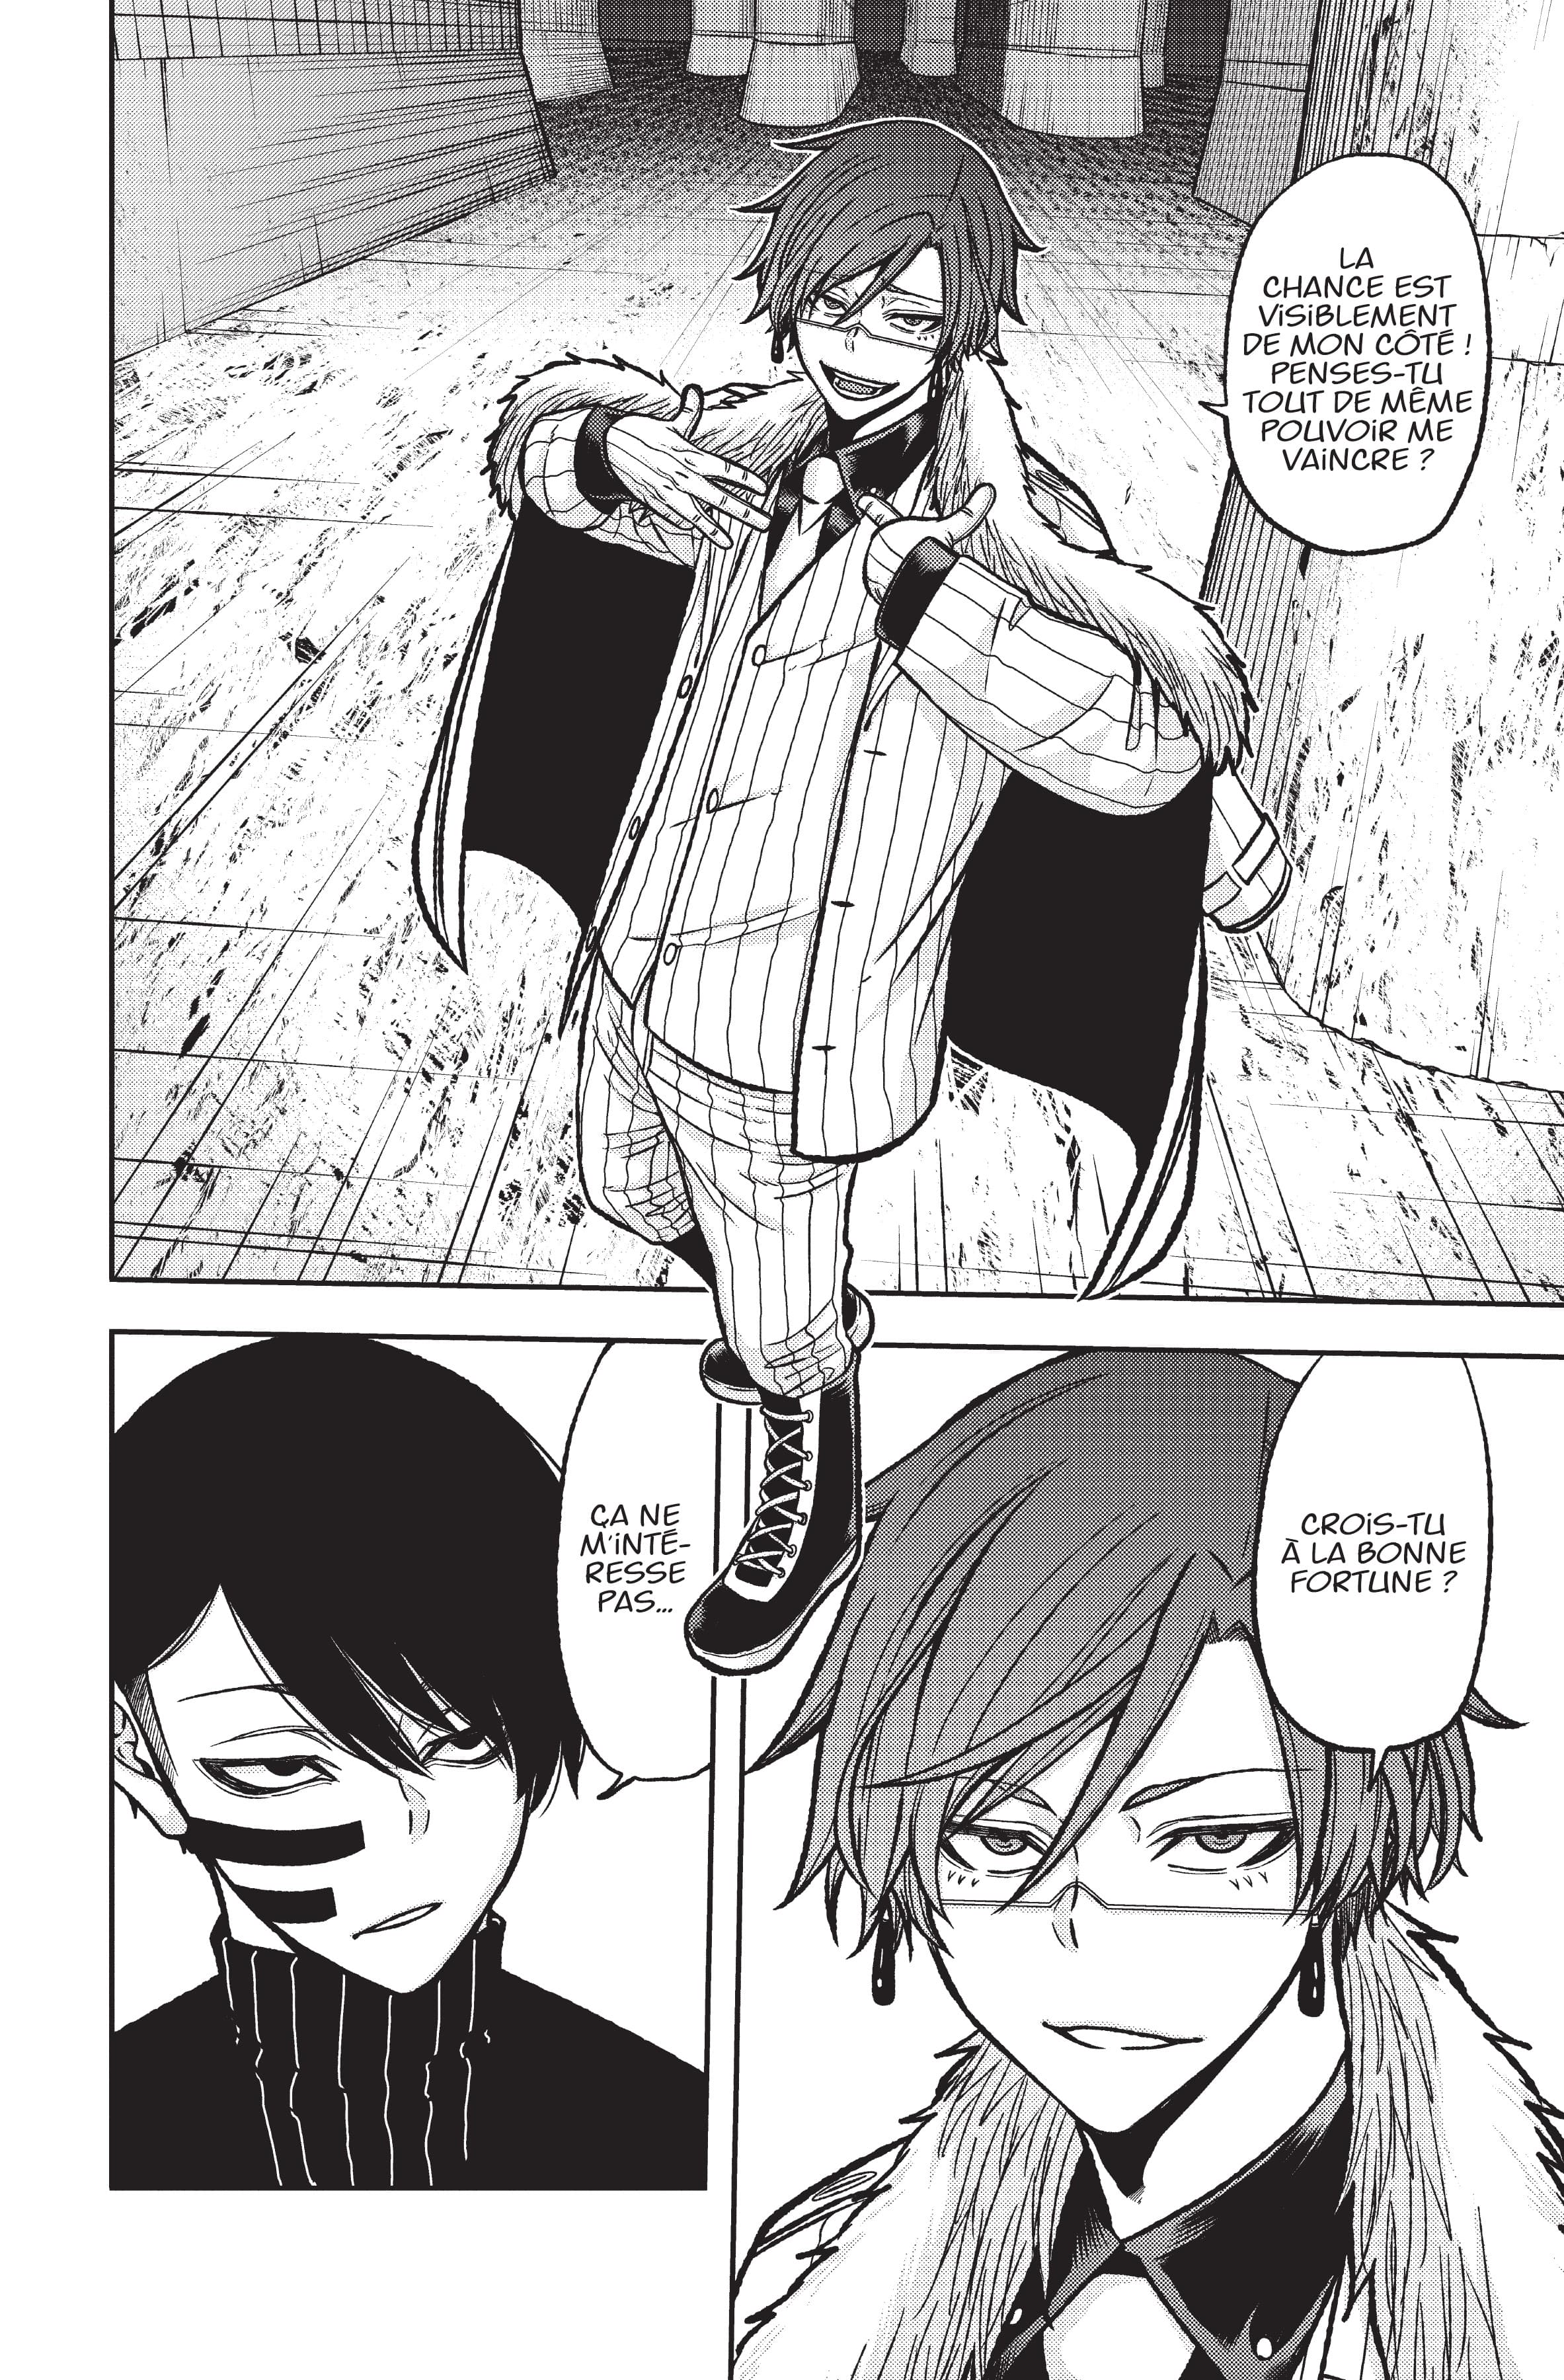 LA
CHANCE EST
VISIBLEMENT
DE MON CÔTÉ !
PENSES-TU
TOUT DE MÊME
POUVOIR ME
VAINCRE ?
CROIS-TU
À LA BONNE
FORTUNE ?
ÇA NE
M'INTÉ-
RESSE
PAS...